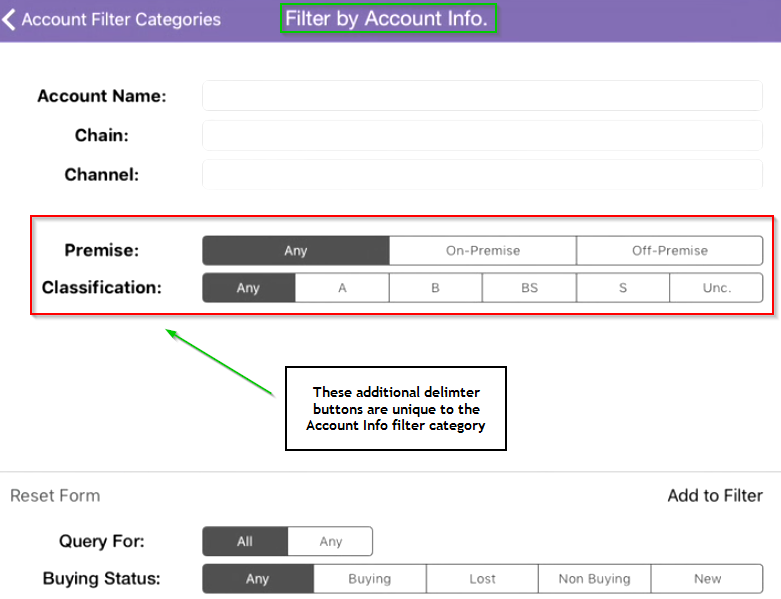 Account Filter Categories
Filter by Account Info.
Account Name:
Chain:
Channel:
Premise: Any On-Premise Off-Premise
Classification: Any A B BS S Unc.
These additional delimter
buttons are unique to the
Account Info filter category
Reset Form Add to Filter
Query For: All Any
Buying Status: Any Buying Lost Non Buying New